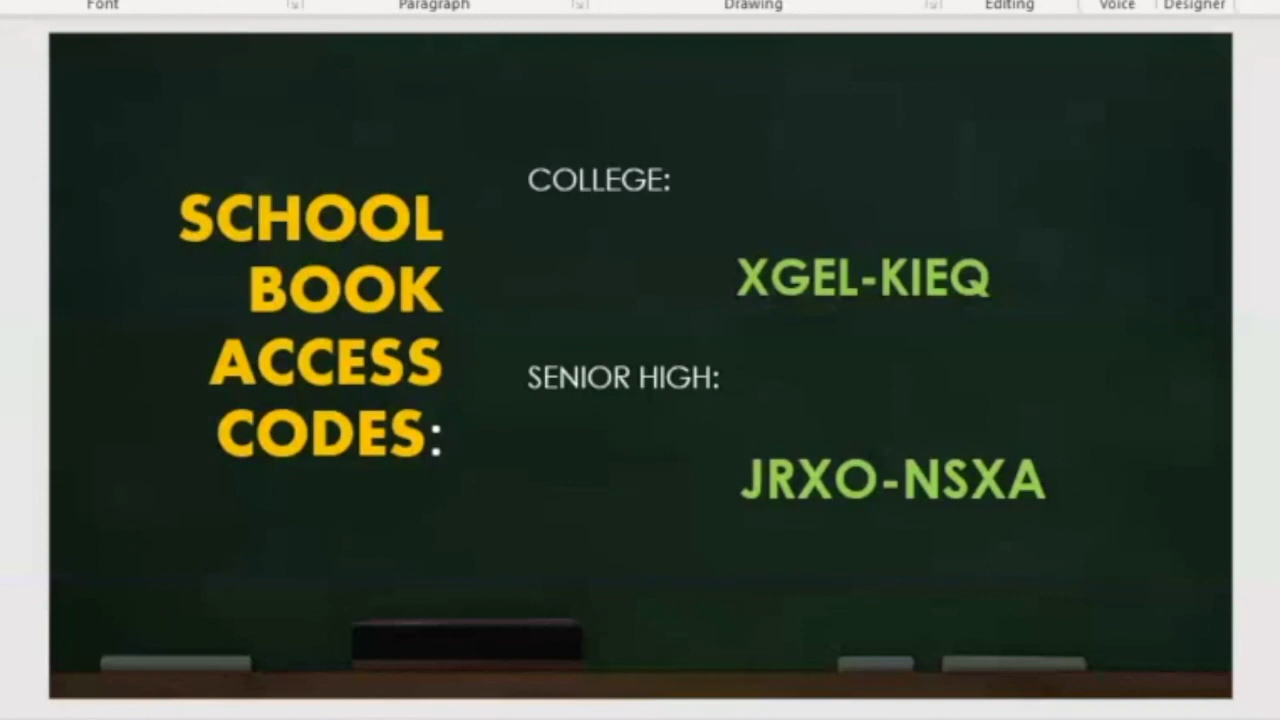 Font Paragraph Drawing Editing Voice Designer
SCHOOL
BOOK
ACCESS
CODES:
COLLEGE:
XGEL-KIEQ
SENIOR HIGH:
JRXO-NSXA